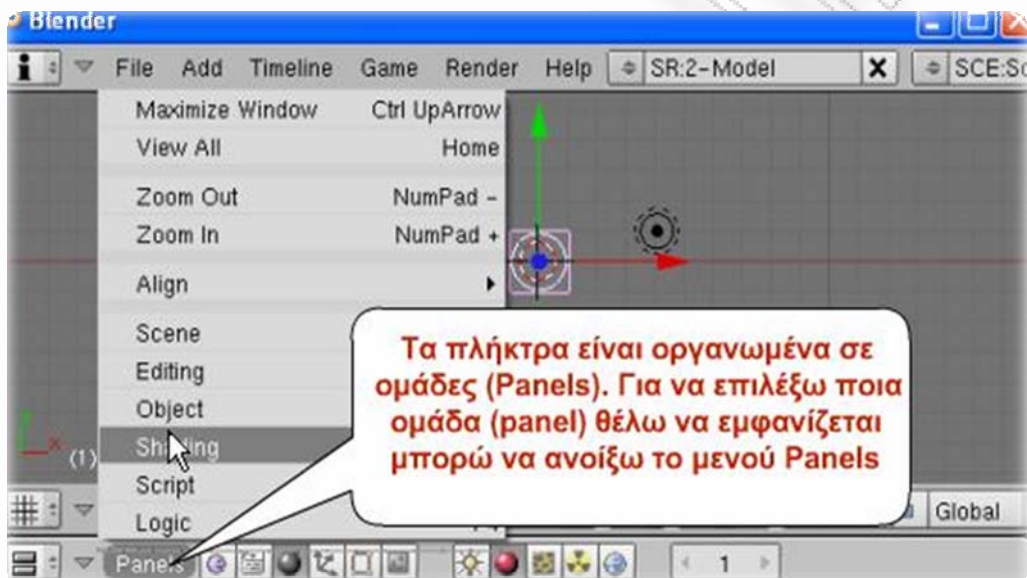 Blender
File Add Timeline Game Render Help SR:2-Model X SCE:Sc
Maximize Window Ctrl UpArrow
View All Home
Zoom Out NumPad -
Zoom In NumPad +
Align
Scene
Editing
Object
Shading
Script
Logic
Τα πλήκτρα είναι οργανωμένα σε
ομάδες (Panels). Για να επιλέξω ποια
ομάδα (panel) θέλω να εμφανίζεται
μπορώ να ανοίξω το μενού Panels
x
(1)
Global
Panels 1